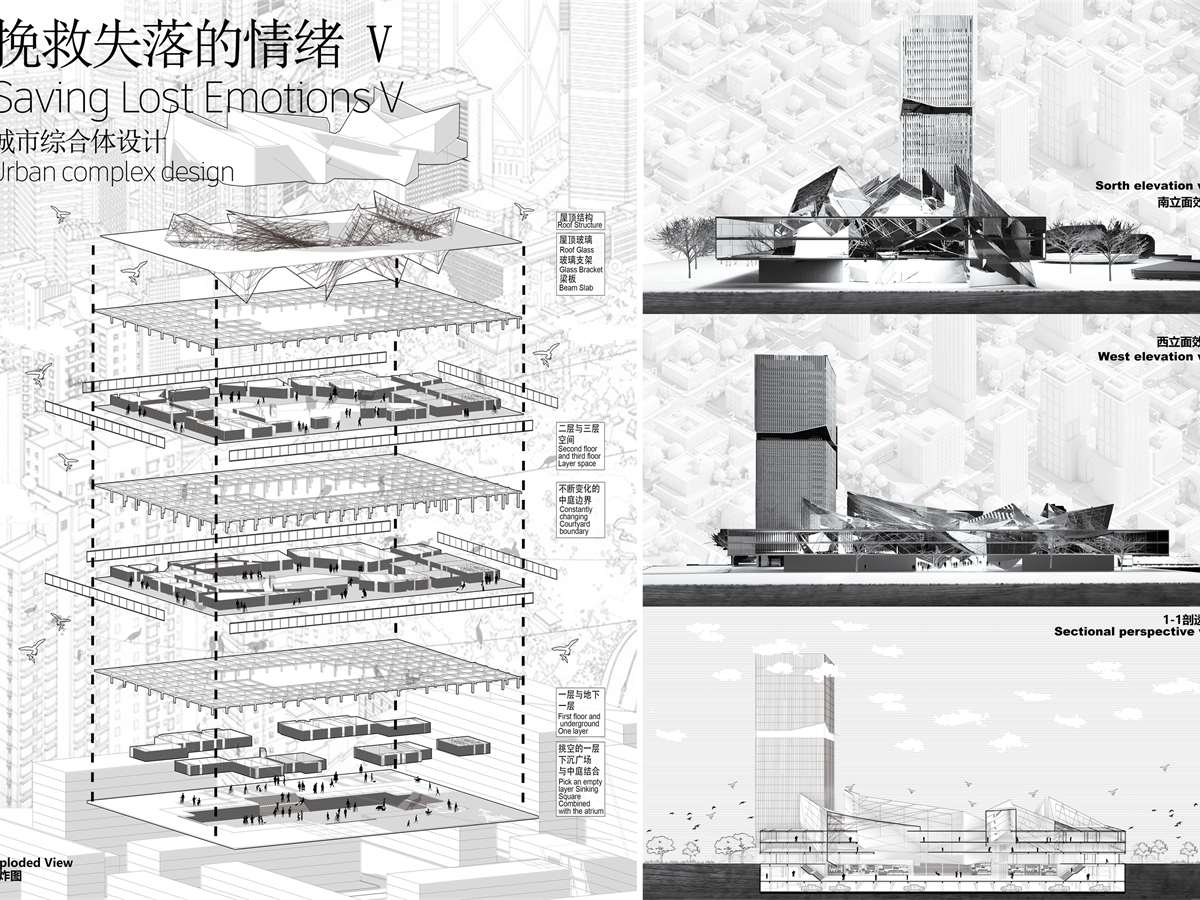 挽救失落的情绪 V
Saving Lost Emotions V
城市综合体设计
Urban complex design
屋顶结构
Roof Structure
屋顶玻璃
Roof Glass
玻璃支架
Glass Bracket
梁板
Beam Slab
二层与三层
空间
Second floor
and third floor
Layer space
不断变化的
中庭边界
Constantly
changing
Courtyard
boundary
一层与地下
一层
First floor and
underground
One layer
挑空的一层
下沉广场
与中庭结合
Pick an empty
layer Sinking
Square
Combined
with the atrium
ploded View
炸图
Sorth elevation v
南立面效
西立面效
West elevation v
1-1剖透
Sectional perspective v